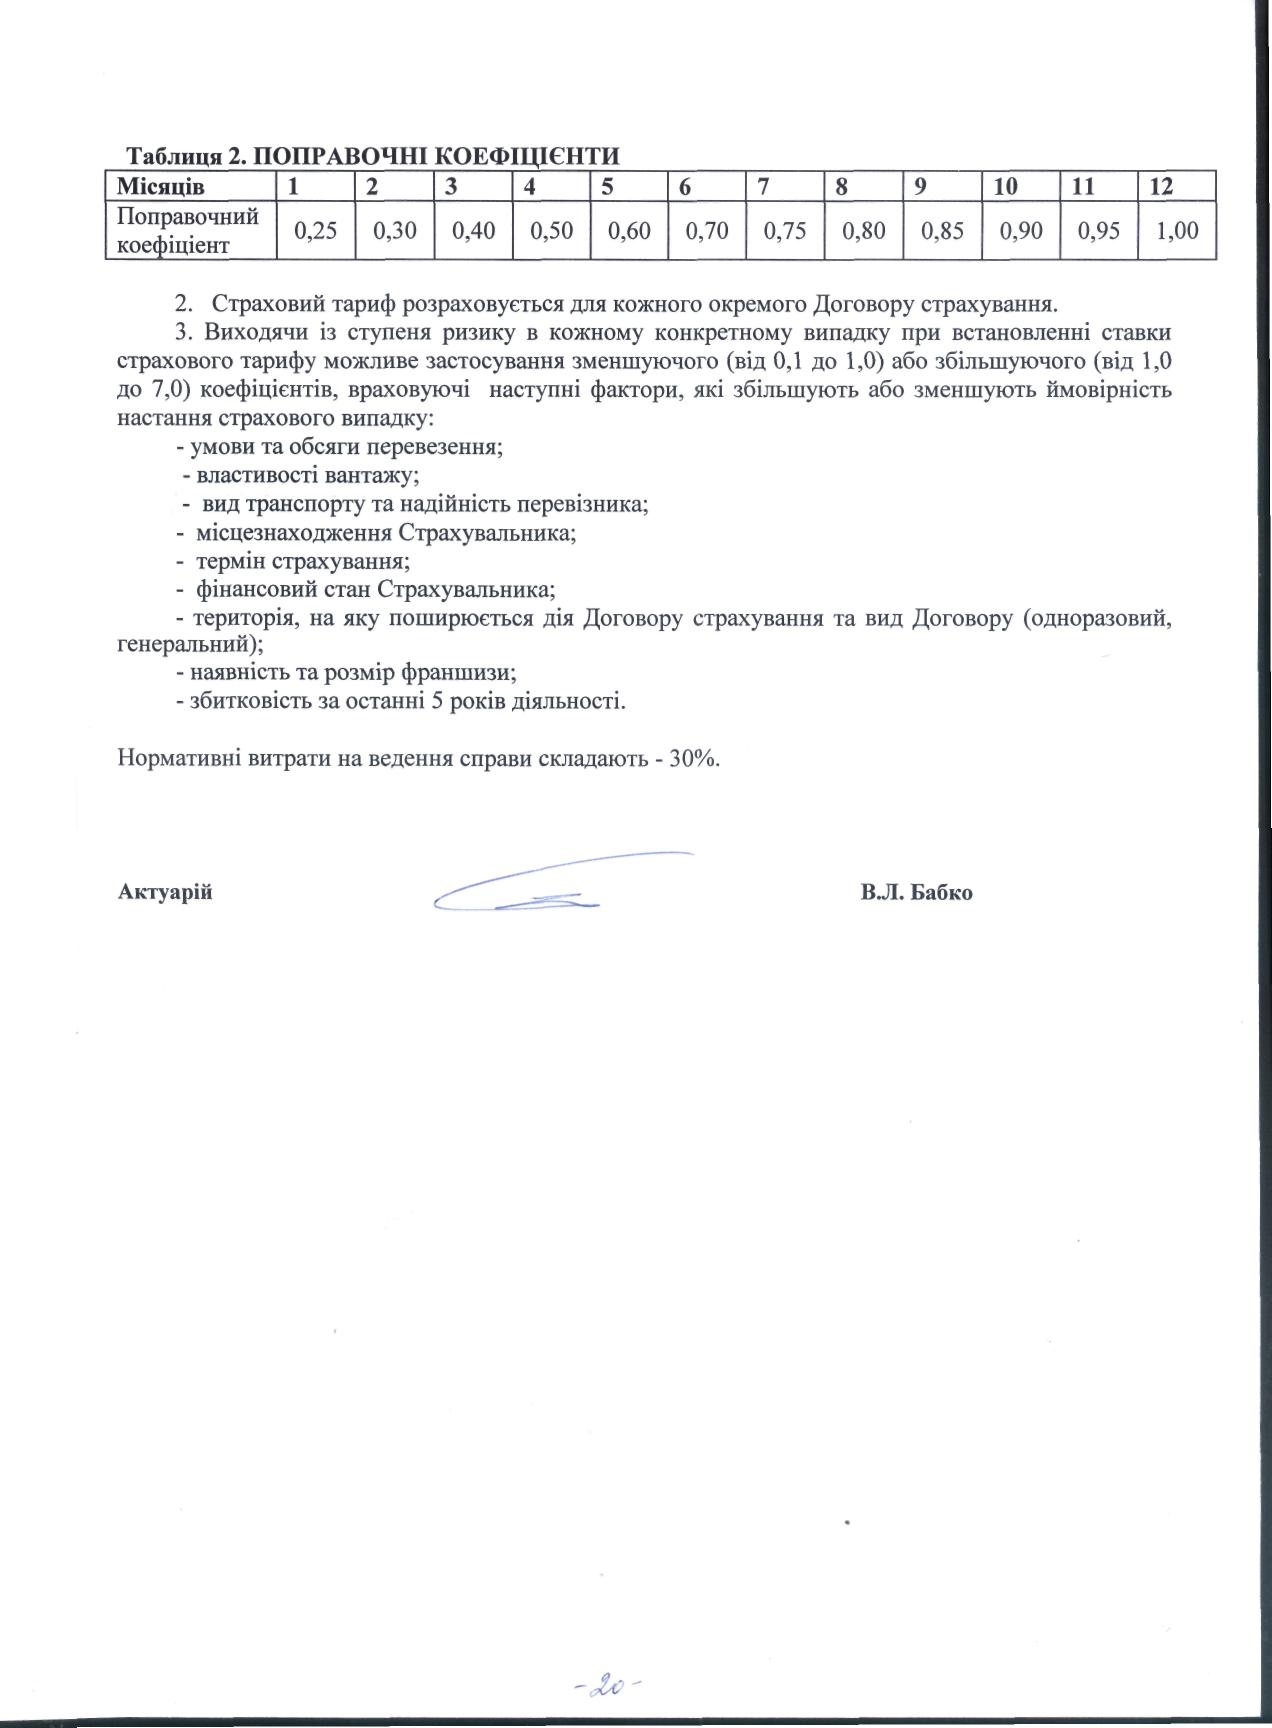 Таблиця 2. ПОПРАВОЧНІ КОЕФІЦІЄНТИ
Місяців 1 2 3 4 5 6 7 8 9 10 11 12
Поправочний
коефіцієнт 0,25 0,30 0,40 0,50 0,60 0,70 0,75 0,80 0,85 0,90 0,95 1,00
2. Страховий тариф розраховується для кожного окремого Договору страхування.
3. Виходячи із ступеня ризику в кожному конкретному випадку при встановленні ставки
страхового тарифу можливе застосування зменшуючого (від 0,1 до 1,0) або збільшуючого (від 1,0
до 7,0) коефіцієнтів, враховуючі наступні фактори, які збільшують або зменшують ймовірність
настання страхового випадку:
- умови та обсяги перевезення;
- властивості вантажу;
- вид транспорту та надійність перевізника;
- місцезнаходження Страхувальника;
- термін страхування;
- фінансовий стан Страхувальника;
- територія, на яку поширюється дія Договору страхування та вид Договору (одноразовий,
генеральний);
- наявність та розмір франшизи;
- збитковість за останні 5 років діяльності.
Нормативні витрати на ведення справи складають - 30%.
Актуарій В.Л. Бабко
-20-